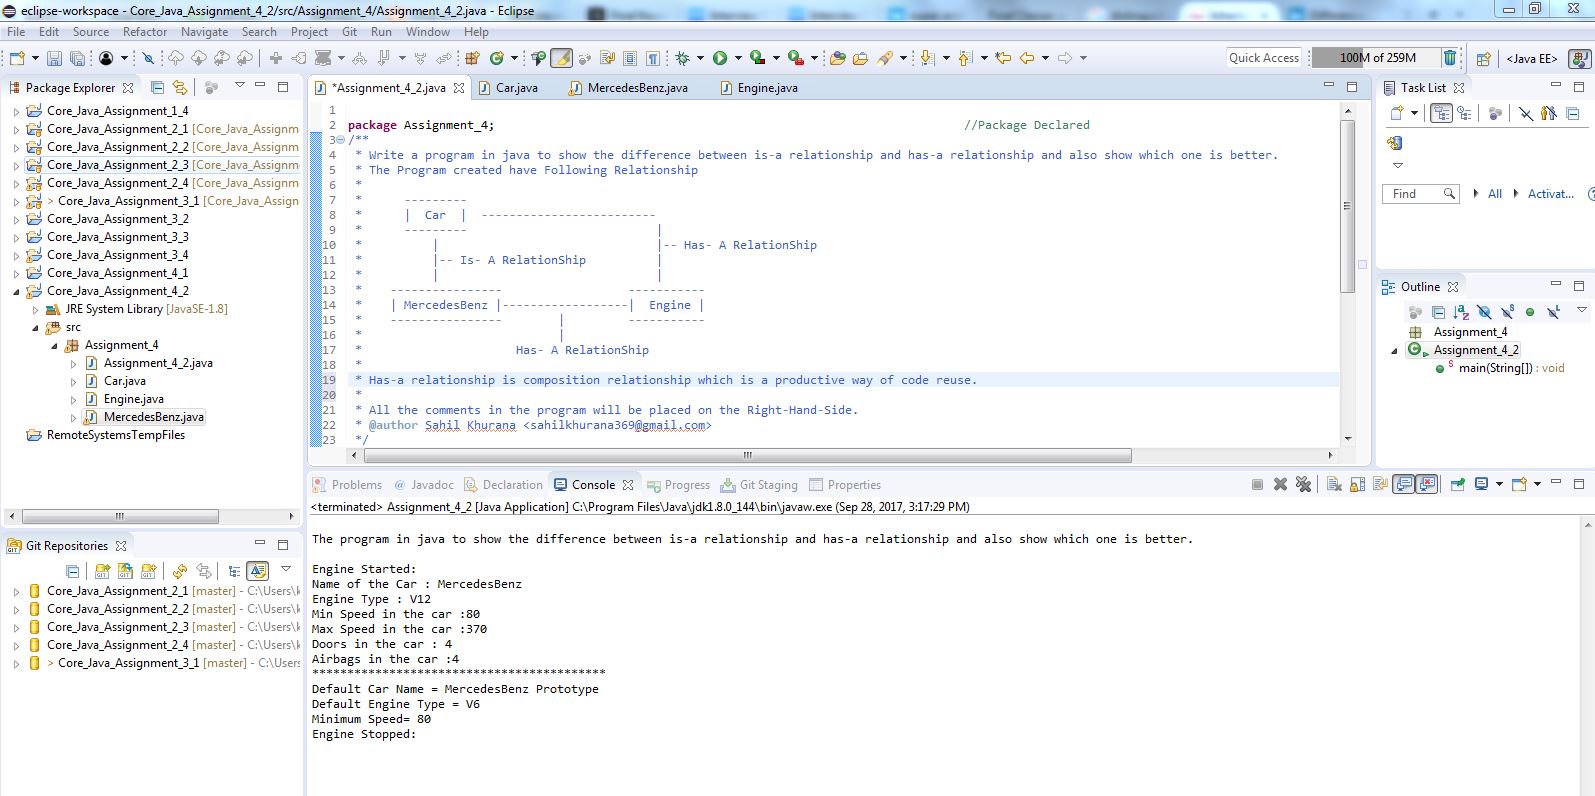 eclipse-workspace - Core_Java_Assignment_4_2/src/Assignment_4/Assignment_4_2.java - Eclipse
File Edit Source Refactor Navigate Search Project Git Run Window Help
Quick Access 100M of 259M <Java EE>
Package Explorer
Core_Java_Assignment_1_4
Core_Java_Assignment_2_1 [Core_Java_Assignm
Core_Java_Assignment_2_2 [Core_Java_Assignm
Core_Java_Assignment_2_3 [Core_Java_Assignm
Core_Java_Assignment_2_4 [Core_Java_Assignm
> Core_Java_Assignment_3_1 [Core_Java_Assign
Core_Java_Assignment_3_2
Core_Java_Assignment_3_3
Core_Java_Assignment_3_4
Core_Java_Assignment_4_1
Core_Java_Assignment_4_2
JRE System Library [JavaSE-1.8]
src
Assignment_4
Assignment_4_2.java
Car.java
Engine.java
MercedesBenz.java
RemoteSystemsTempFiles
Git Repositories
Core_Java_Assignment_2_1 [master] - C:\Users\k
Core_Java_Assignment_2_2 [master] - C:\Users\k
Core_Java_Assignment_2_3 [master] - C:\Users\k
Core_Java_Assignment_2_4 [master] - C:\Users\k
> Core_Java_Assignment_3_1 [master] - C:\Users
*Assignment_4_2.java Car.java MercedesBenz.java Engine.java
1
2 package Assignment_4; //Package Declared
3 /**
4 * Write a program in java to show the difference between is-a relationship and has-a relationship and also show which one is better.
5 * The Program created have Following Relationship
6 *
7 * ---------
8 * | Car | -------------------------
9 * --------- |
10 * | |-- Has- A RelationShip
11 * |-- Is- A RelationShip |
12 * | |
13 * ---------------- -----------
14 * | MercedesBenz |------------------| Engine |
15 * ---------------- | -----------
16 * |
17 * Has- A RelationShip
18 *
19 * Has-a relationship is composition relationship which is a productive way of code reuse.
20 *
21 * All the comments in the program will be placed on the Right-Hand-Side.
22 * @author Sahil Khurana <sahilkhurana369@gmail.com>
23 */
Task List
Find All Activat...
Outline
Assignment_4
Assignment_4_2
main(String[]) : void
Problems @ Javadoc Declaration Console Progress Git Staging Properties
<terminated> Assignment_4_2 [Java Application] C:\Program Files\Java\jdk1.8.0_144\bin\javaw.exe (Sep 28, 2017, 3:17:29 PM)
The program in java to show the difference between is-a relationship and has-a relationship and also show which one is better.
Engine Started:
Name of the Car : MercedesBenz
Engine Type : V12
Min Speed in the car :80
Max Speed in the car :370
Doors in the car : 4
Airbags in the car :4
******************************************
Default Car Name = MercedesBenz Prototype
Default Engine Type = V6
Minimum Speed= 80
Engine Stopped: